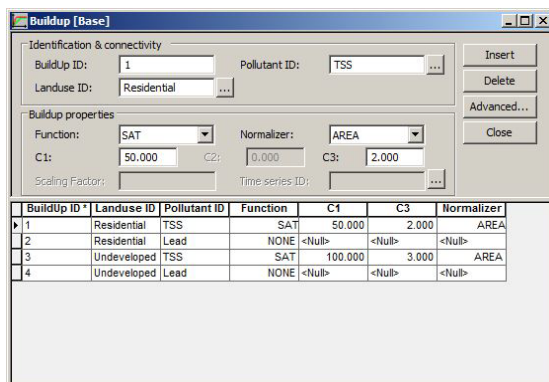 Buildup [Base]
Identification & connectivity
BuildUp ID: 1 Pollutant ID: TSS ... Insert
Landuse ID: Residential ... Delete
Buildup properties Advanced...
Function: SAT Normalizer: AREA Close
C1: 50.000 C2: 0.000 C3: 2.000
Scaling Factor: Time series ID: ...
BuildUp ID * Landuse ID Pollutant ID Function C1 C3 Normalizer
1 Residential TSS SAT 50.000 2.000 AREA
2 Residential Lead NONE <Null> <Null> <Null>
3 Undeveloped TSS SAT 100.000 3.000 AREA
4 Undeveloped Lead NONE <Null> <Null> <Null>